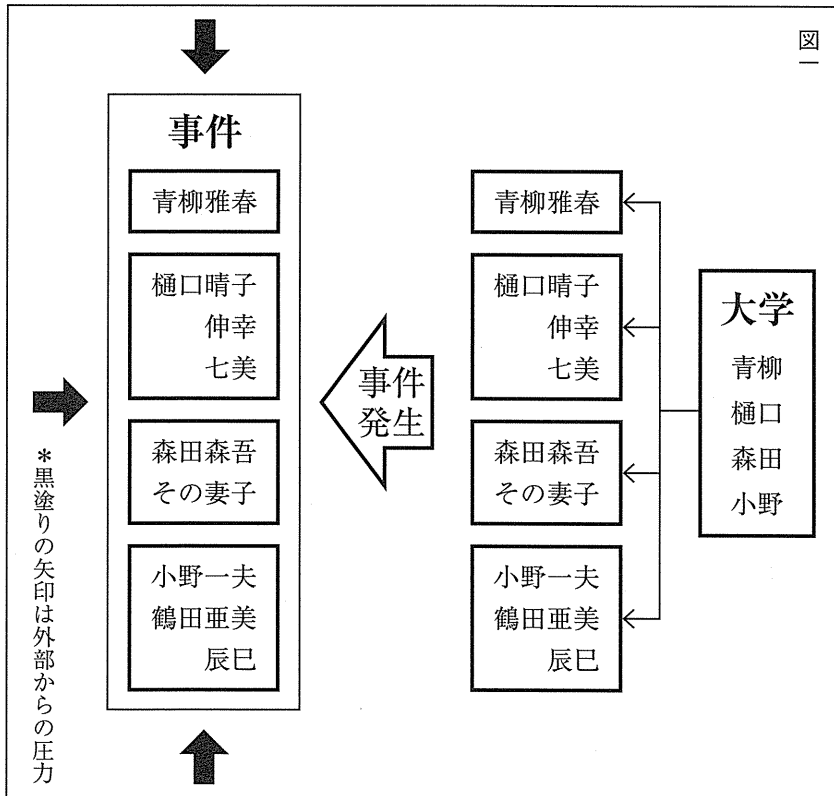 図一
大学
青柳
樋口
森田
小野
青柳雅春
樋口晴子
伸幸
七美
森田森吾
その妻子
小野一夫
鶴田亜美
辰巳
事件
発生
事件
青柳雅春
樋口晴子
伸幸
七美
森田森吾
その妻子
小野一夫
鶴田亜美
辰巳
＊黒塗りの矢印は外部からの圧力